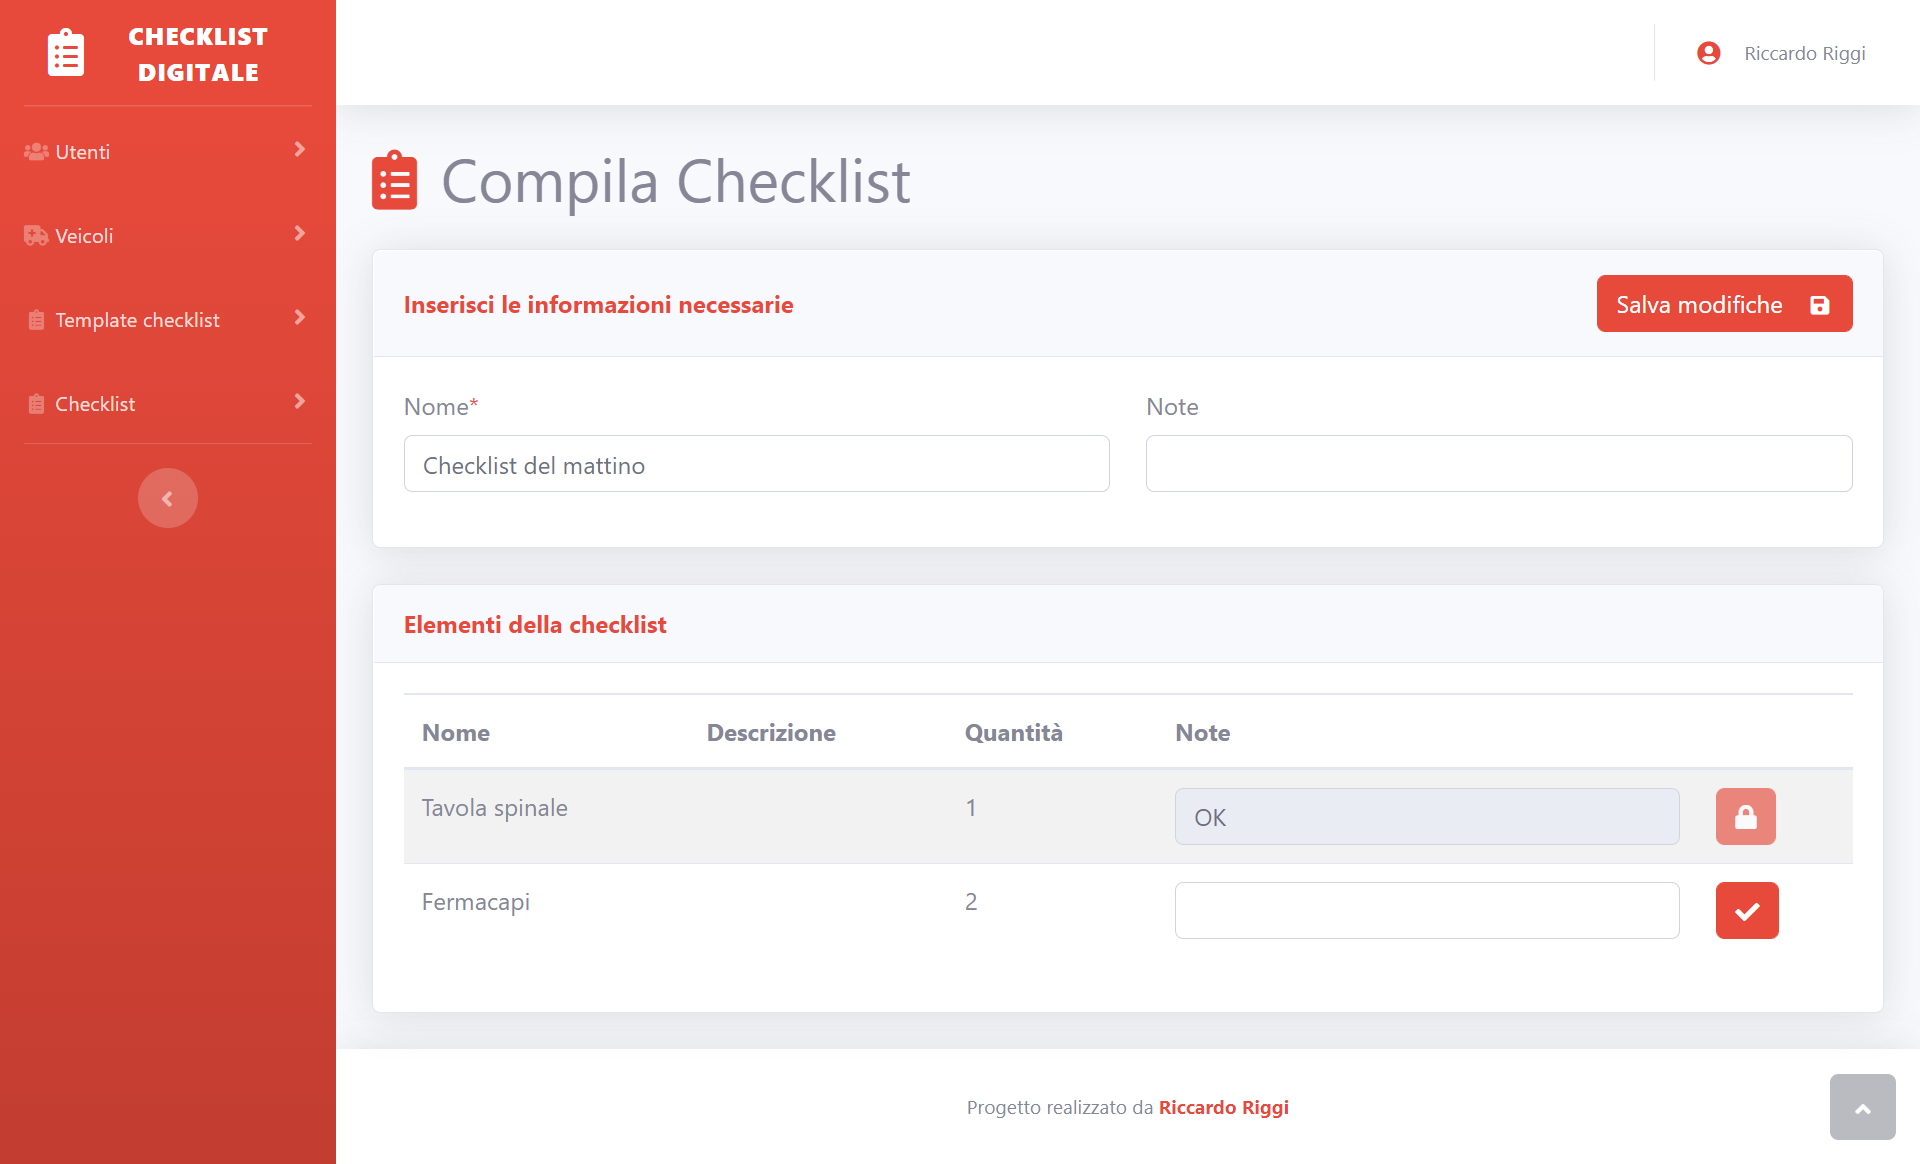 CHECKLIST
DIGITALE
Riccardo Riggi
Utenti
Veicoli
Template checklist
Checklist
Compila Checklist
Inserisci le informazioni necessarie
Salva modifiche
Nome*
Note
Checklist del mattino
Elementi della checklist
Nome Descrizione Quantità Note
Tavola spinale 1 OK
Fermacapi 2
Progetto realizzato da Riccardo Riggi